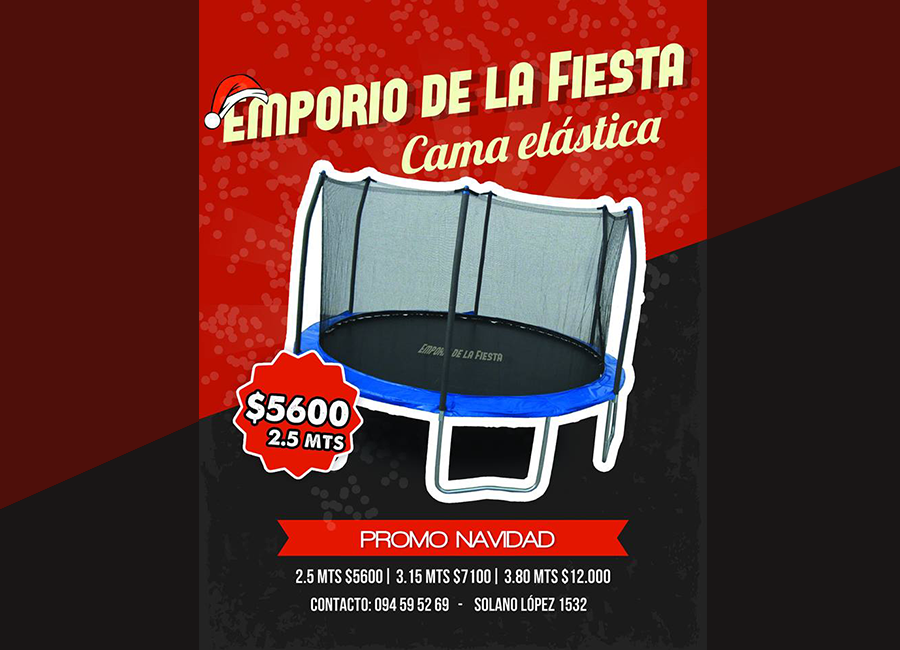 EMPORIO DE LA FIESTA
Cama elástica
EMPORIO DE LA FIESTA
$5600
2.5 MTS
PROMO NAVIDAD
2.5 MTS $5600 | 3.15 MTS $7100 | 3.80 MTS $12.000
CONTACTO: 094 59 52 69 - SOLANO LÓPEZ 1532